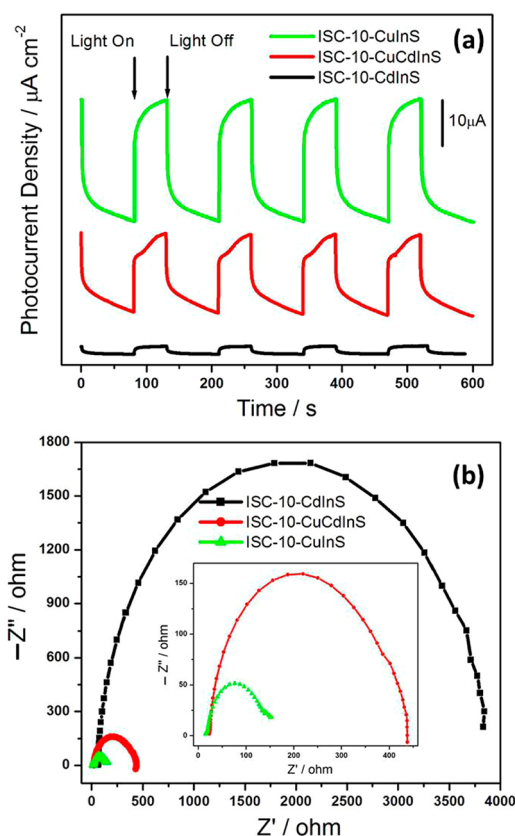 Light On
Light Off
ISC-10-CuInS
ISC-10-CuCdInS
ISC-10-CdInS
(a)
10μA
Photocurrent Density / μA cm⁻²
0 100 200 300 400 500 600
Time / s
(b)
1800
1500
1200
900
600
300
0
−Z" / ohm
ISC-10-CdInS
ISC-10-CuCdInS
ISC-10-CuInS
150
100
50
0
− Z" / ohm
0 100 200 300 400
Z' / ohm
0 500 1000 1500 2000 2500 3000 3500 4000
Z' / ohm